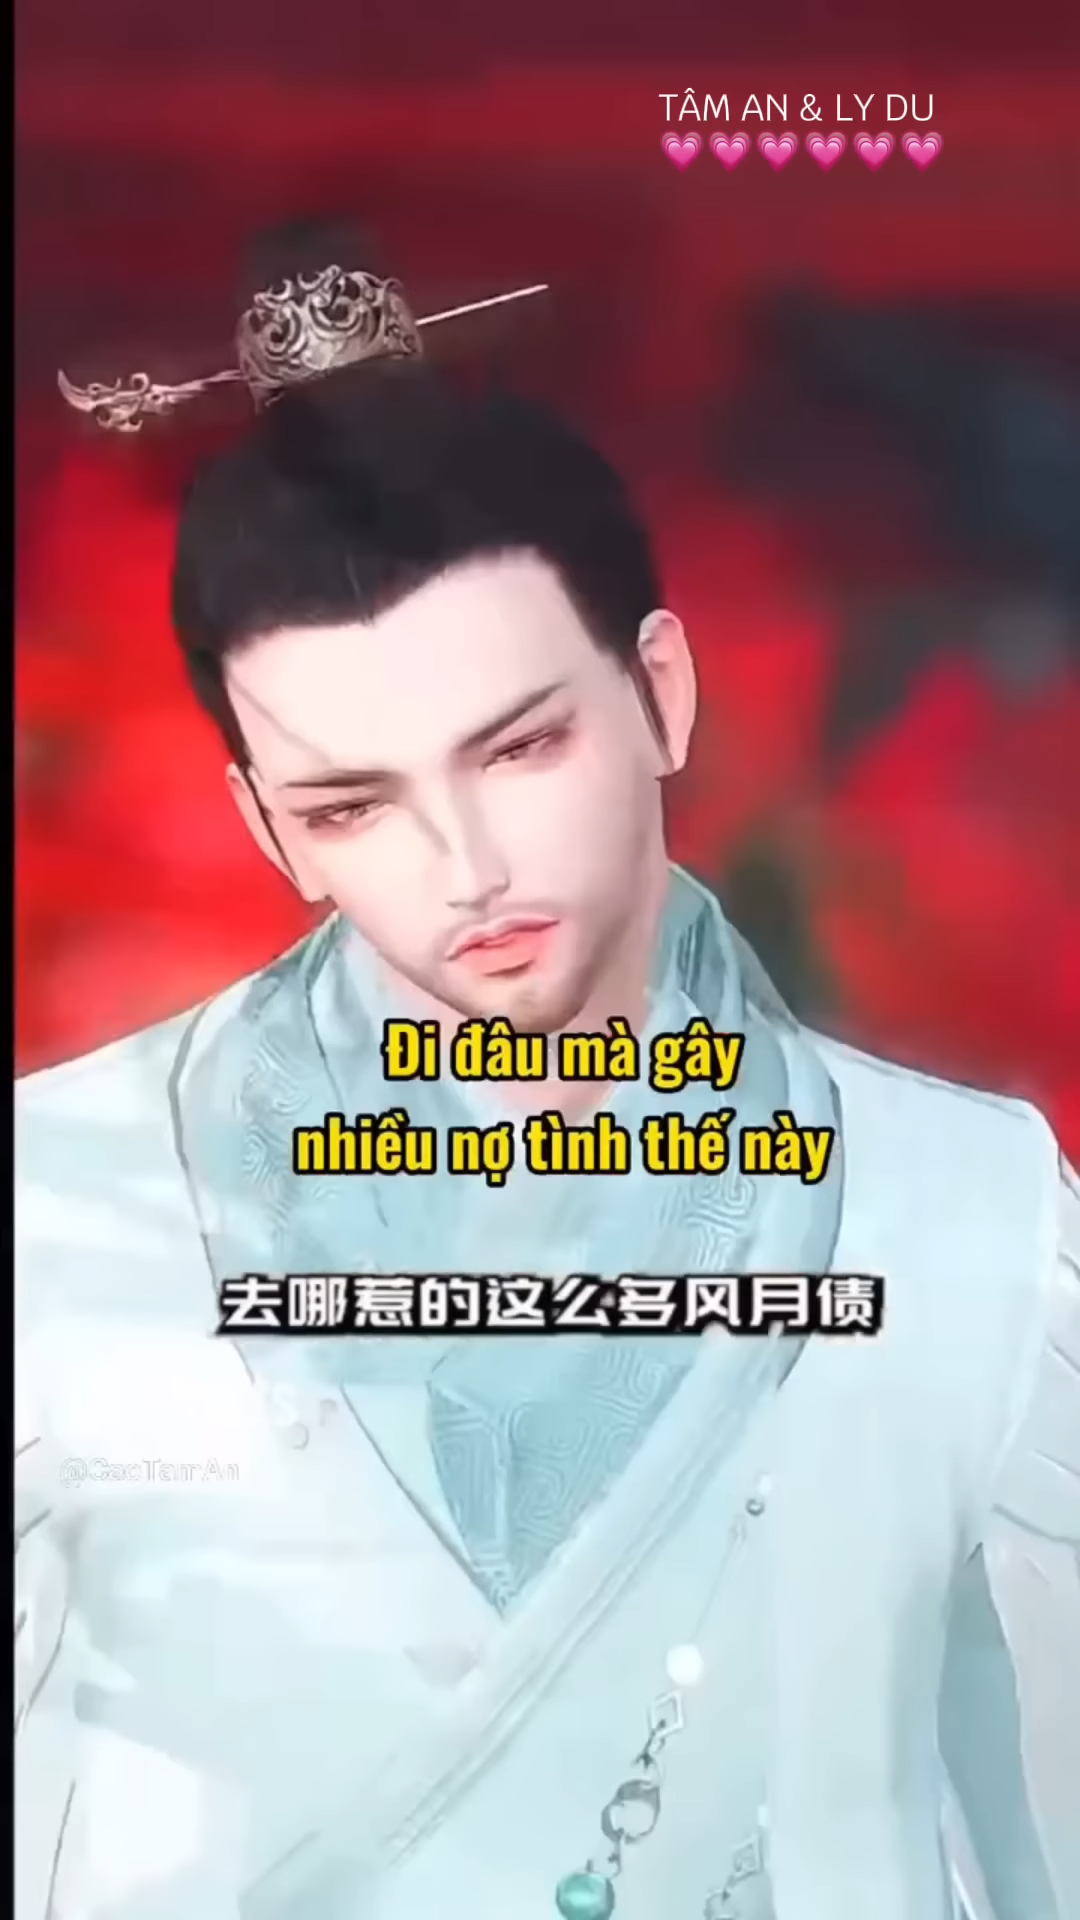 TÂM AN & LY DU
Đi đâu mà gây
nhiều nợ tình thế này
去哪惹的这么多风月债
@CaoTamAn